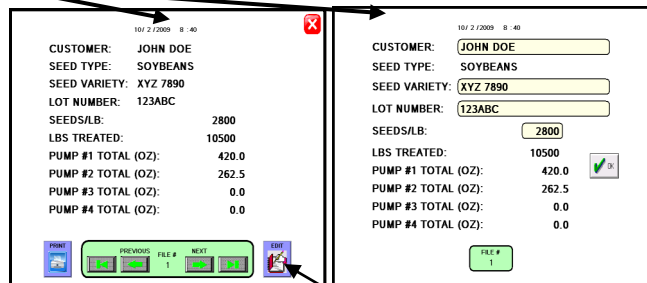 10/ 2 /2009 8 :40
CUSTOMER: JOHN DOE
SEED TYPE: SOYBEANS
SEED VARIETY: XYZ 7890
LOT NUMBER: 123ABC
SEEDS/LB: 2800
LBS TREATED: 10500
PUMP #1 TOTAL (OZ): 420.0
PUMP #2 TOTAL (OZ): 262.5
PUMP #3 TOTAL (OZ): 0.0
PUMP #4 TOTAL (OZ): 0.0
PRINT
PREVIOUS FILE # NEXT
1
EDIT
10/ 2 /2009 8 :40
CUSTOMER: JOHN DOE
SEED TYPE: SOYBEANS
SEED VARIETY: XYZ 7890
LOT NUMBER: 123ABC
SEEDS/LB: 2800
LBS TREATED: 10500
PUMP #1 TOTAL (OZ): 420.0
OK
PUMP #2 TOTAL (OZ): 262.5
PUMP #3 TOTAL (OZ): 0.0
PUMP #4 TOTAL (OZ): 0.0
FILE #
1